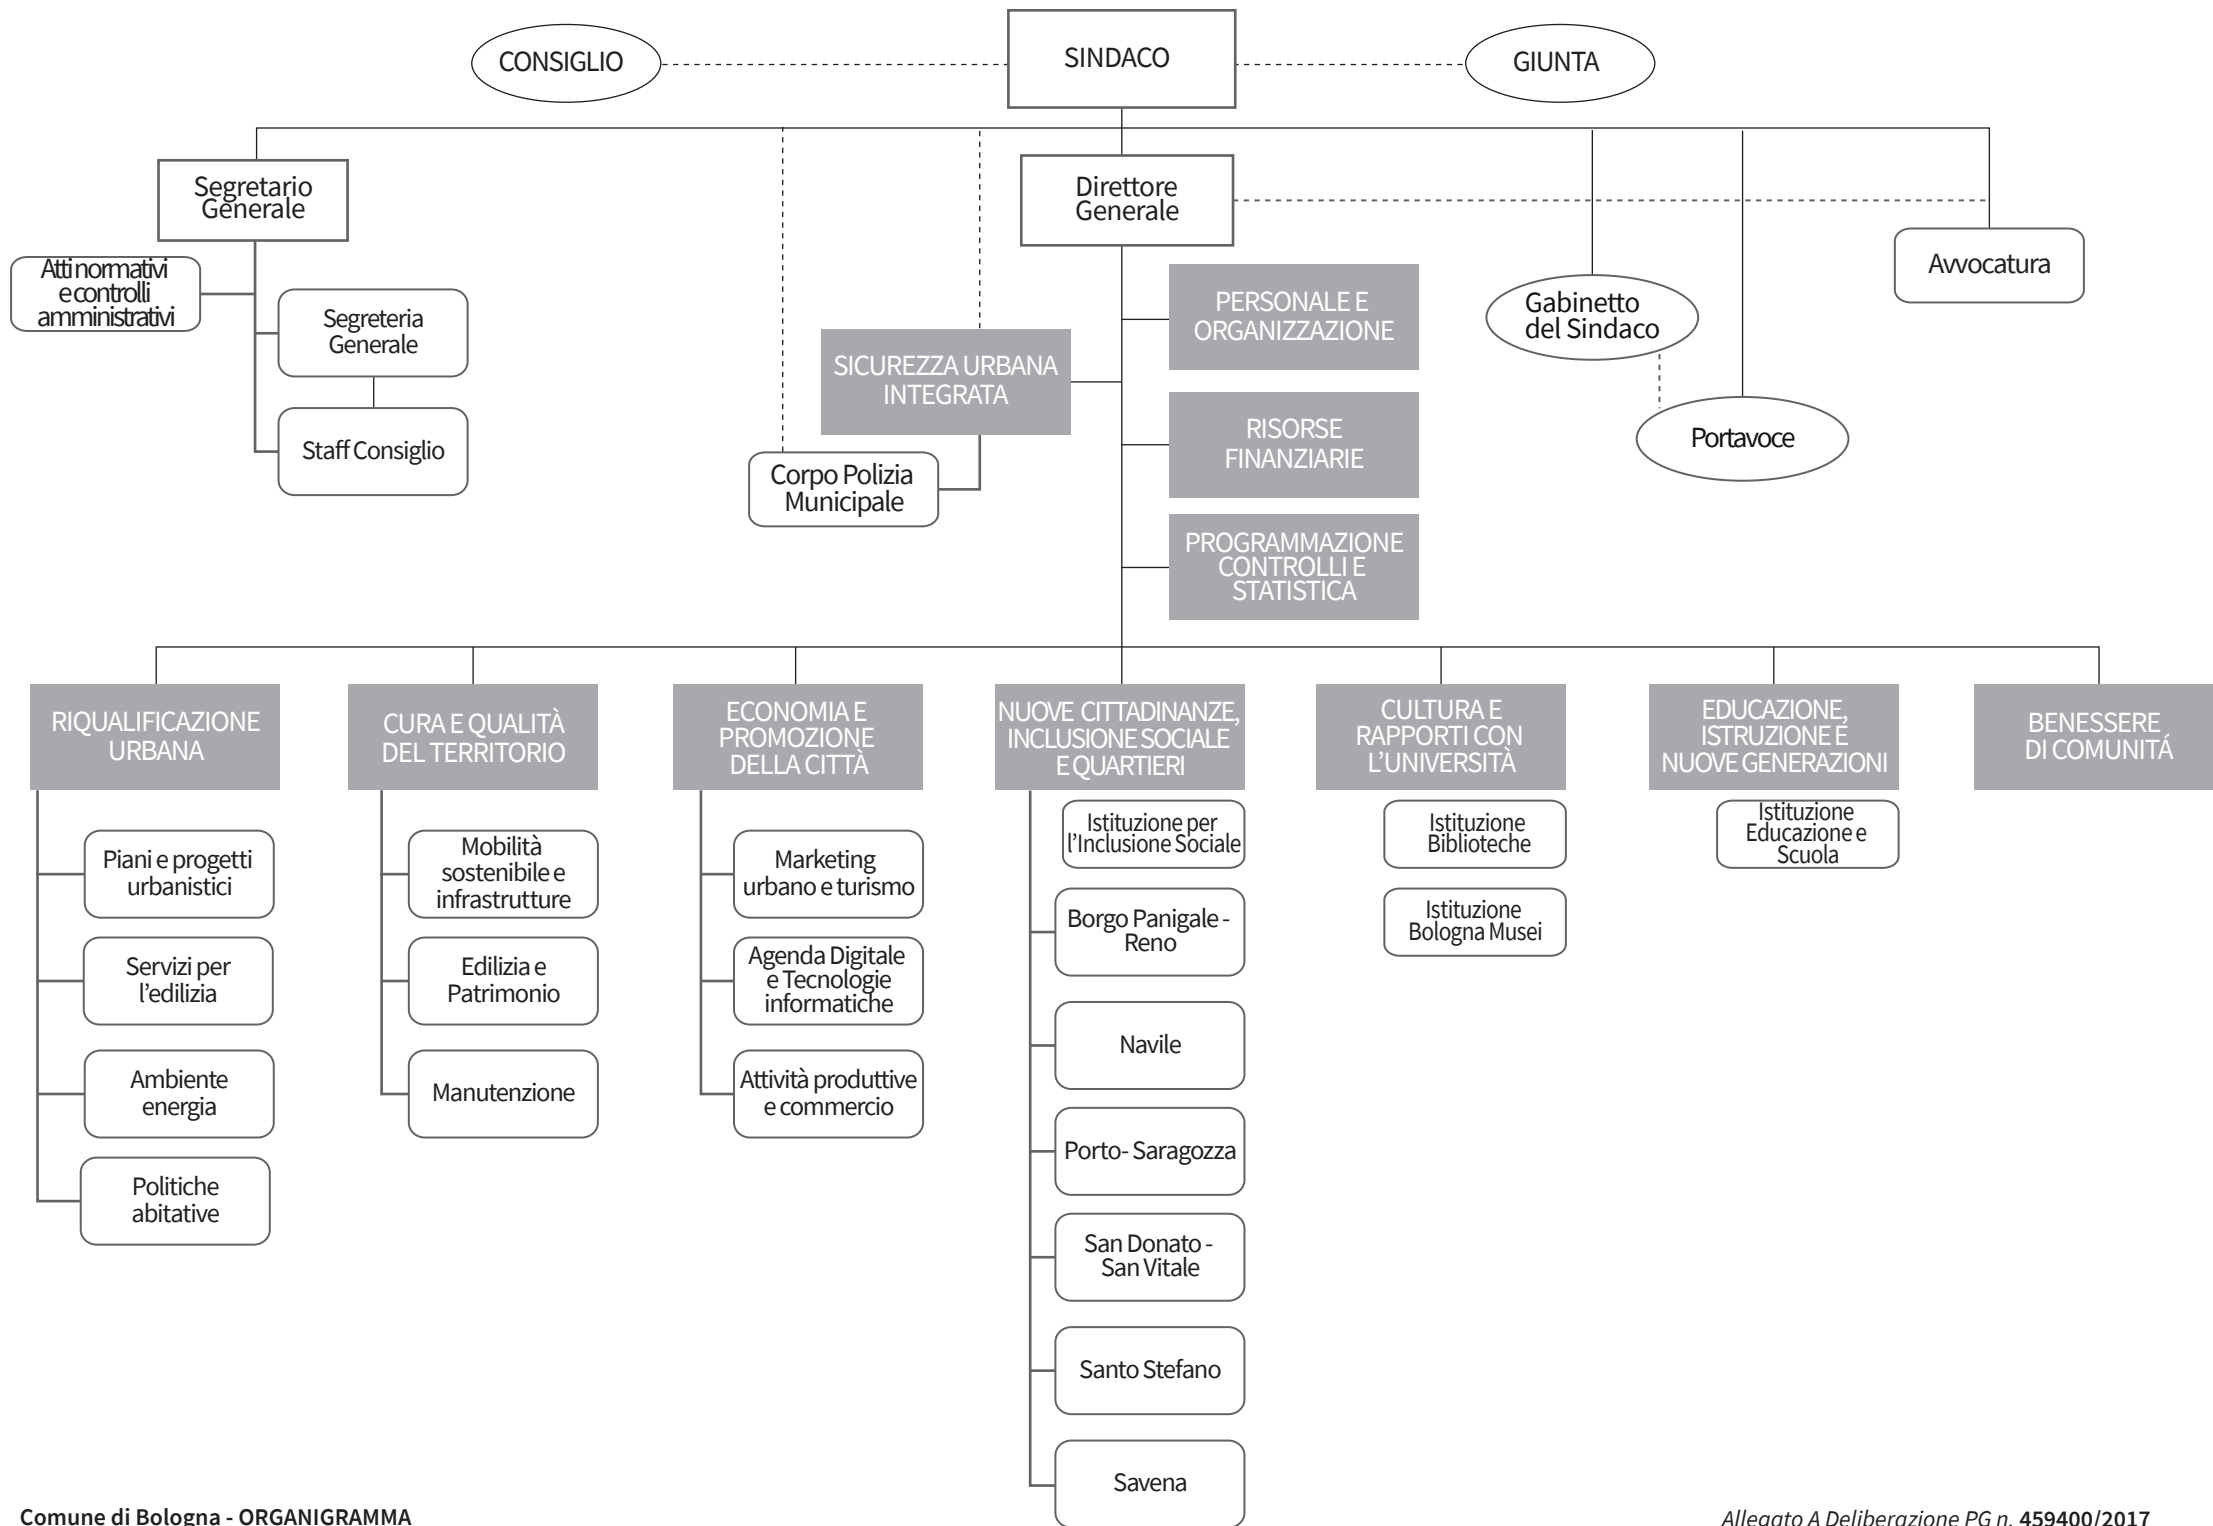 CONSIGLIO
SINDACO
GIUNTA
Segretario
Generale
Direttore
Generale
Atti normativi
e controlli
amministrativi
Segreteria
Generale
Staff Consiglio
SICUREZZA URBANA
INTEGRATA
Corpo Polizia
Municipale
PERSONALE E
ORGANIZZAZIONE
RISORSE
FINANZIARIE
PROGRAMMAZIONE
CONTROLLI E
STATISTICA
Gabinetto
del Sindaco
Portavoce
Avvocatura
RIQUALIFICAZIONE
URBANA
Piani e progetti
urbanistici
Servizi per
l'edilizia
Ambiente
energia
Politiche
abitative
CURA E QUALITÀ
DEL TERRITORIO
Mobilità
sostenibile e
infrastrutture
Edilizia e
Patrimonio
Manutenzione
ECONOMIA E
PROMOZIONE
DELLA CITTÀ
Marketing
urbano e turismo
Agenda Digitale
e Tecnologie
informatiche
Attività produttive
e commercio
NUOVE CITTADINANZE,
INCLUSIONE SOCIALE
E QUARTIERI
Istituzione per
l'Inclusione Sociale
Borgo Panigale -
Reno
Navile
Porto- Saragozza
San Donato -
San Vitale
Santo Stefano
Savena
CULTURA E
RAPPORTI CON
L'UNIVERSITÀ
Istituzione
Biblioteche
Istituzione
Bologna Musei
EDUCAZIONE,
ISTRUZIONE E
NUOVE GENERAZIONI
Istituzione
Educazione e
Scuola
BENESSERE
DI COMUNITÁ
Comune di Bologna - ORGANIGRAMMA
Allegato A Deliberazione PG n. 459400/2017